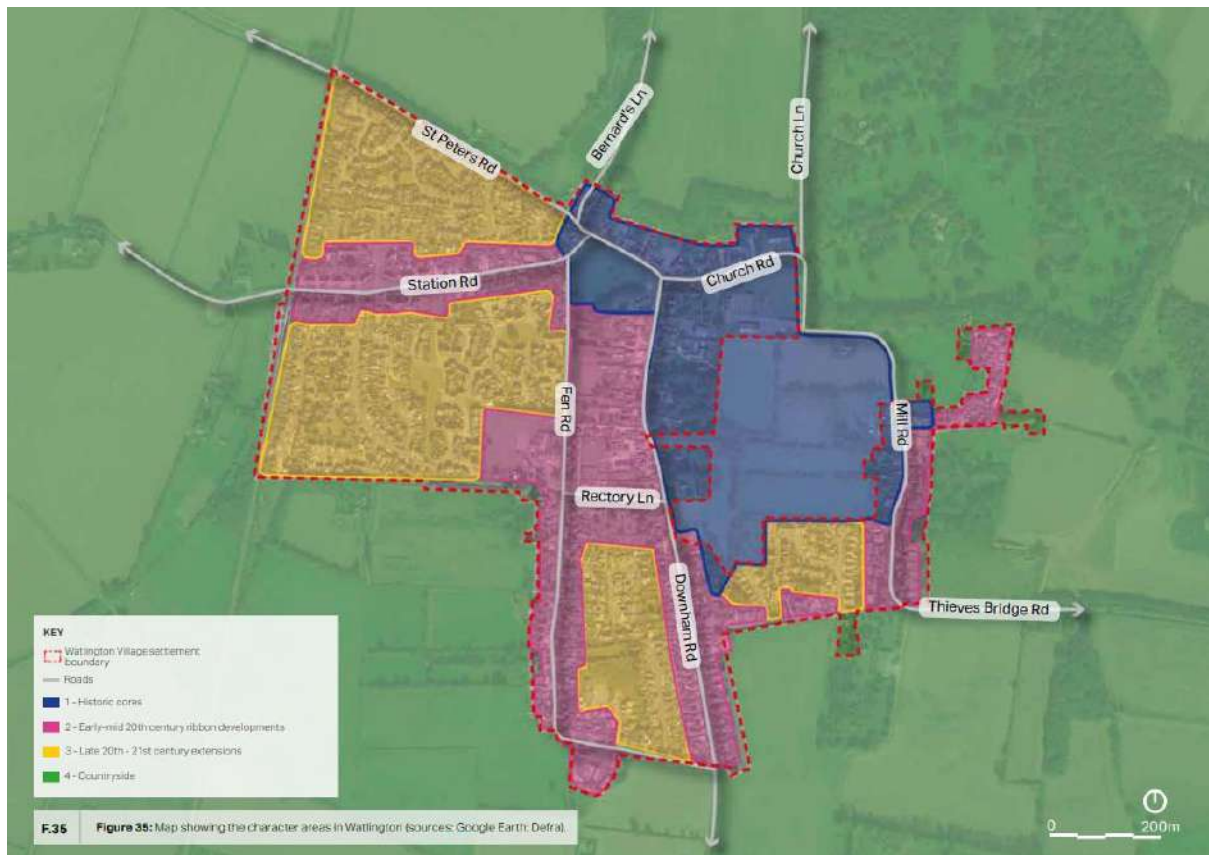 St Peters Rd
Bernard's Ln
Church Ln
Station Rd
Church Rd
Fen Rd
Mill Rd
Rectory Ln
Downham Rd
Thieves Bridge Rd
KEY
Watlington Village settlement
boundary
Roads
1 - Historic cores
2 - Early-mid 20th century ribbon developments
3 - Late 20th - 21st century extensions
4 - Countryside
F.35 Figure 35: Map showing the character areas in Watlington (sources: Google Earth; Defra).
0 200m